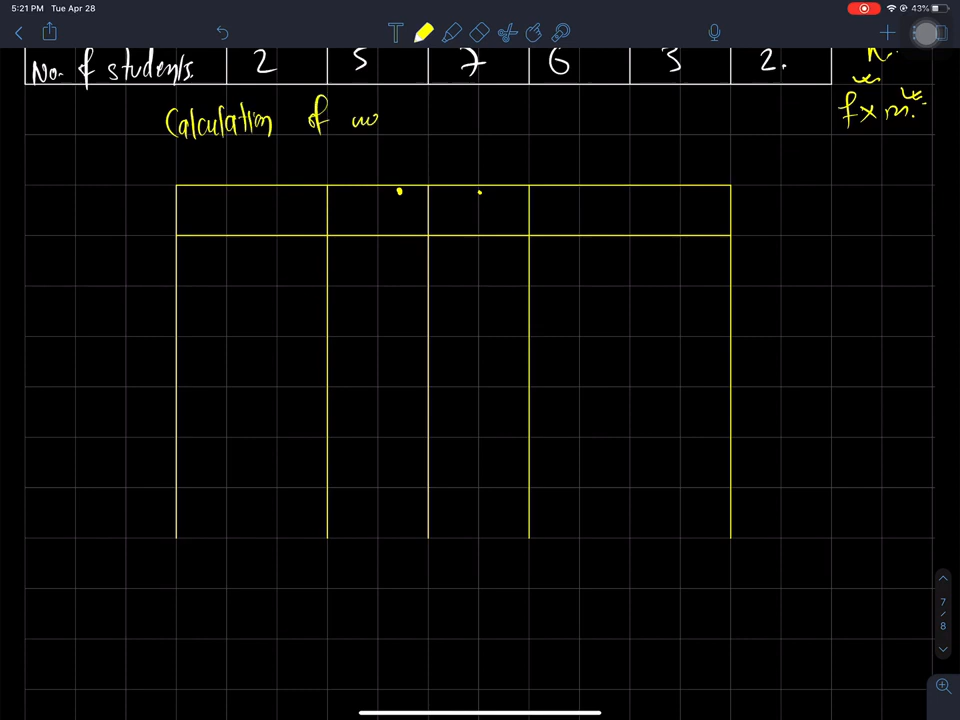 5:21 PM Tue Apr 28 43%
No. of students. 2 5 7 6 3 2.
Calculation of
f x m.
7
/
8